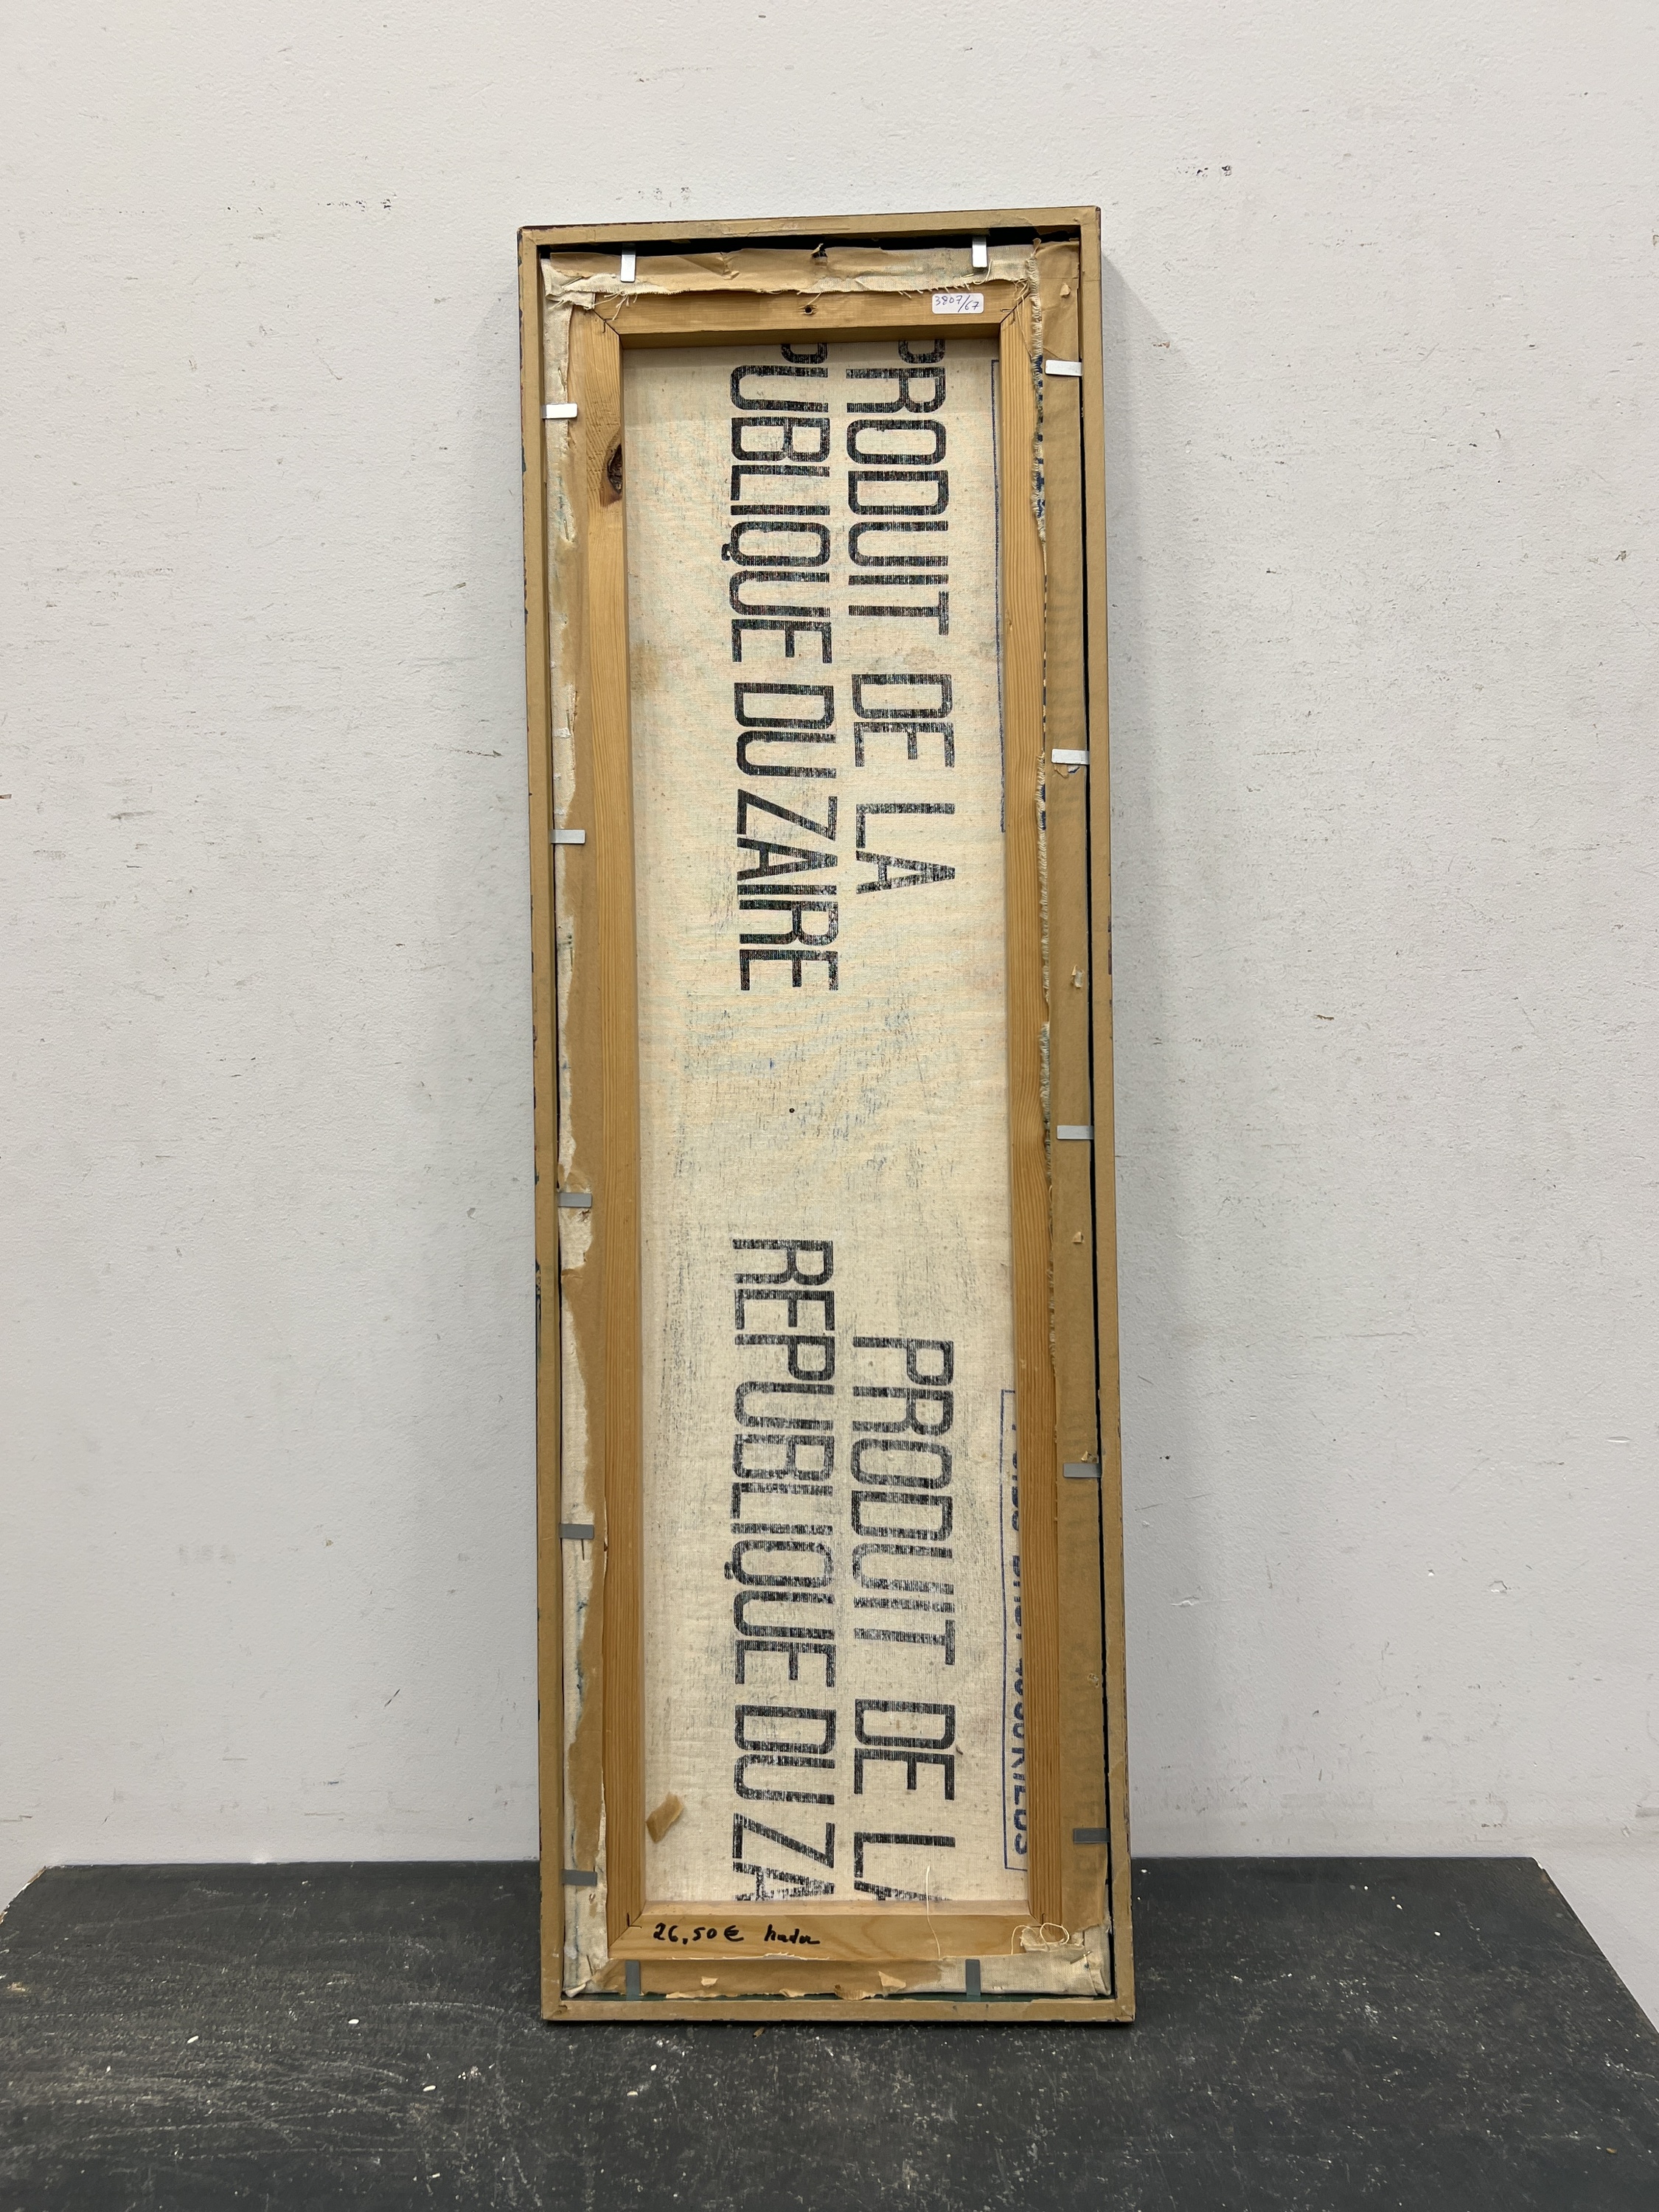 3807/67
PRODUIT DE LA
PUBLIQUE DU ZAIRE
PRODUIT DE LA
REPUBLIQUE DU ZA
26,50 €